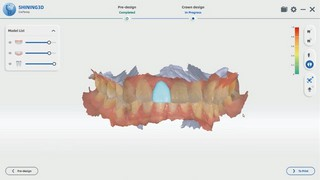 SHINING3D
Pre-design
Completed
Crown design
In Progress
Model List
Pre-design
To Print